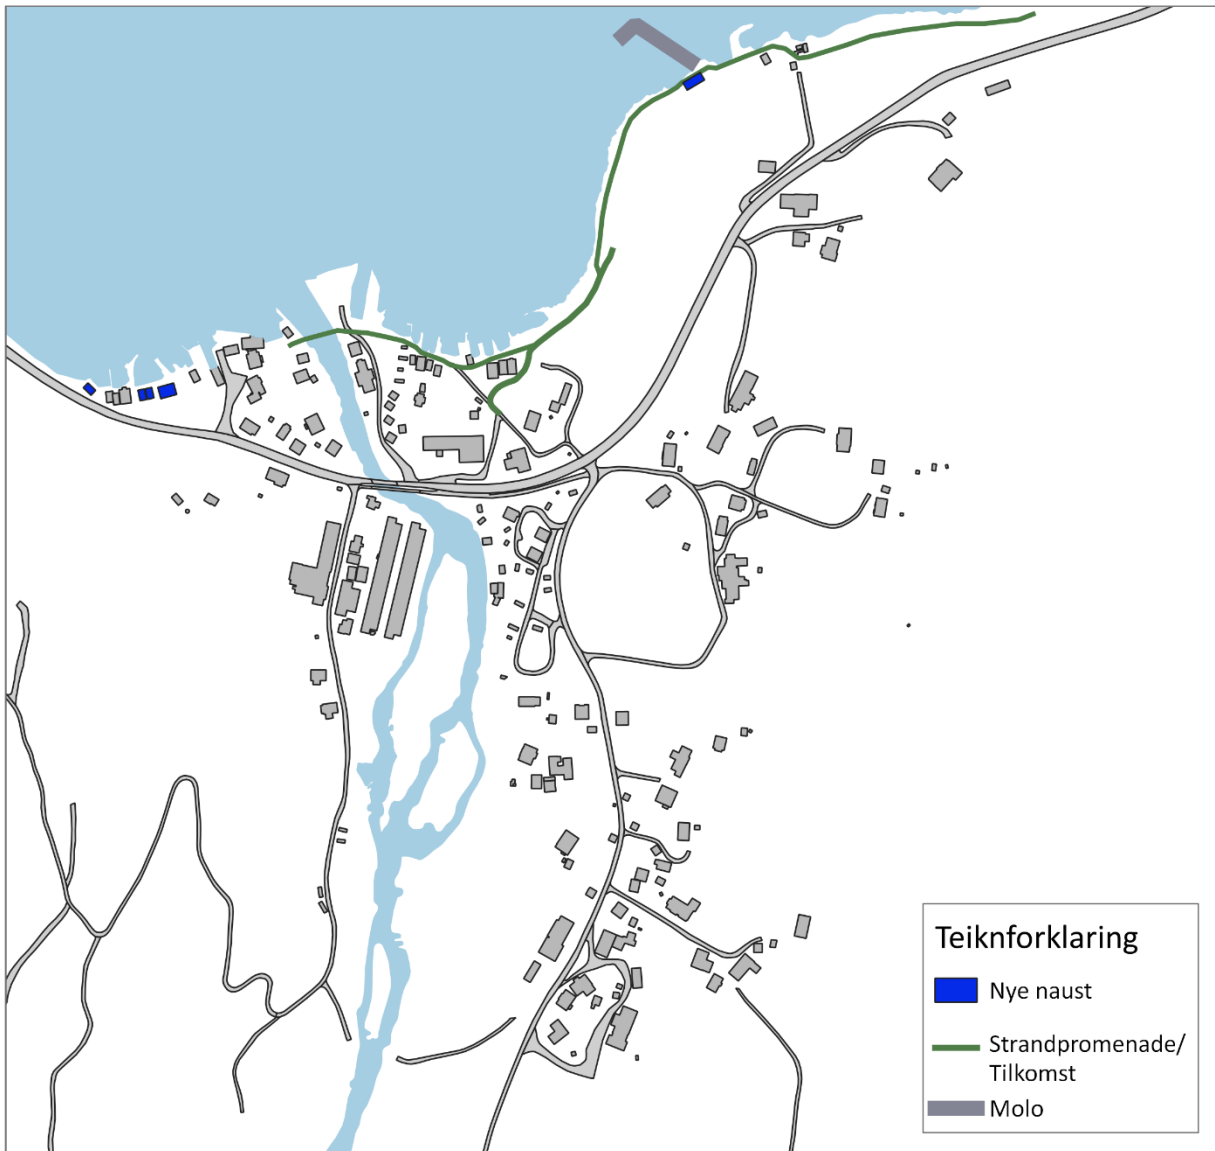 Teiknforklaring
Nye naust
Strandpromenade/
Tilkomst
Molo